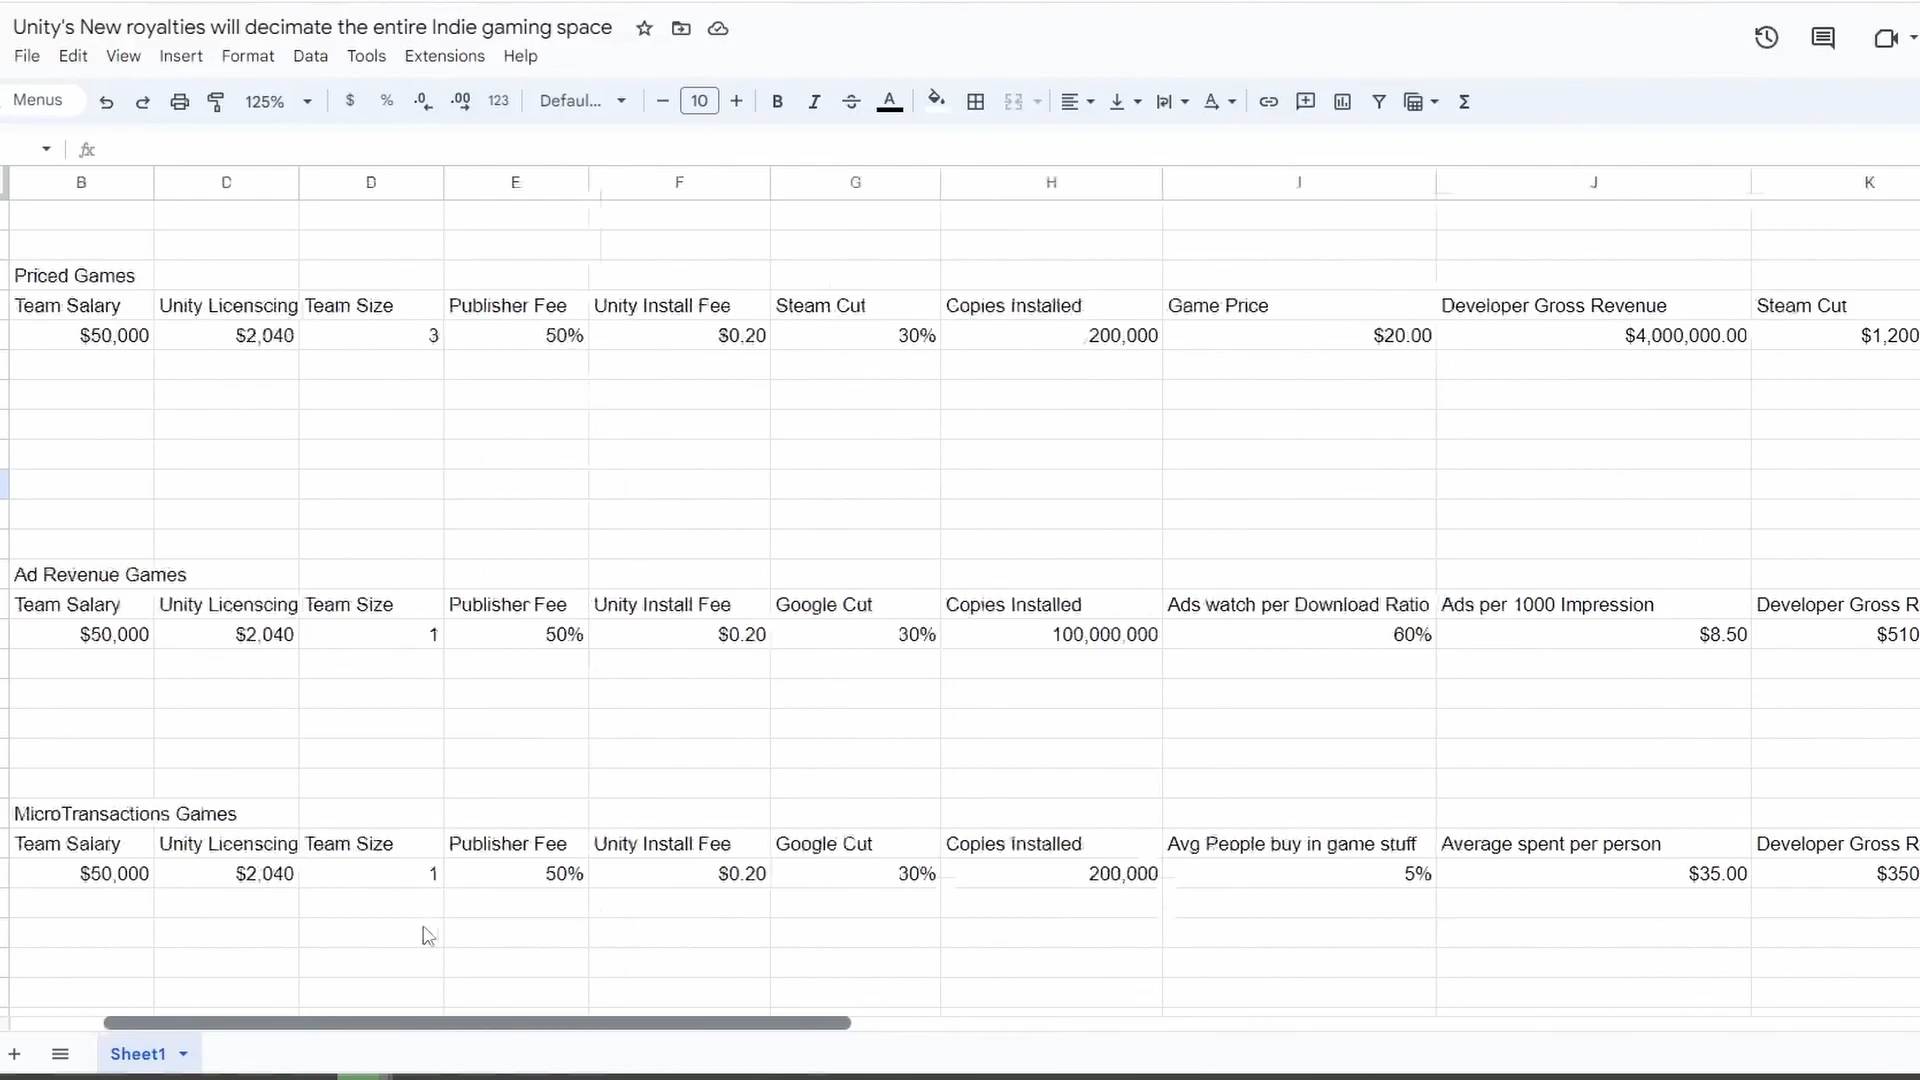 Unity's New royalties will decimate the entire Indie gaming space
File Edit View Insert Format Data Tools Extensions Help
Menus 125% $ % .0 .00 123 Defaul... 10 B I A Σ
fx
B C D E F G H I J K
Priced Games
Team Salary Unity Licenscing Team Size Publisher Fee Unity Install Fee Steam Cut Copies Installed Game Price Developer Gross Revenue Steam Cut
$50,000 $2,040 3 50% $0.20 30% 200,000 $20.00 $4,000,000.00 $1,200
Ad Revenue Games
Team Salary Unity Licenscing Team Size Publisher Fee Unity Install Fee Google Cut Copies Installed Ads watch per Download Ratio Ads per 1000 Impression Developer Gross R
$50,000 $2,040 1 50% $0.20 30% 100,000,000 60% $8.50 $510
MicroTransactions Games
Team Salary Unity Licenscing Team Size Publisher Fee Unity Install Fee Google Cut Copies Installed Avg People buy in game stuff Average spent per person Developer Gross R
$50,000 $2,040 1 50% $0.20 30% 200,000 5% $35.00 $350
Sheet1